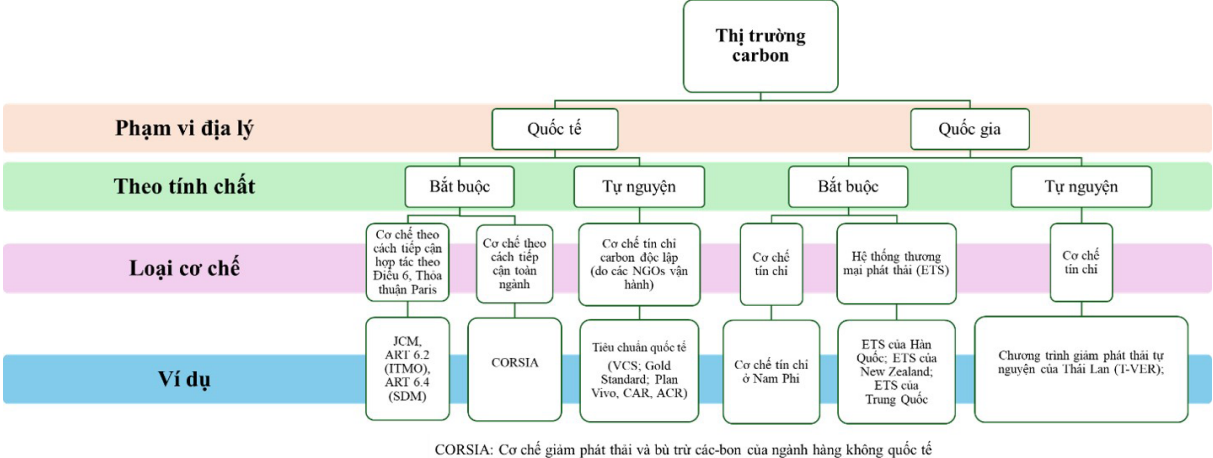 Thị trường
carbon
Phạm vi địa lý
Quốc tế
Quốc gia
Theo tính chất
Bắt buộc
Tự nguyện
Bắt buộc
Tự nguyện
Loại cơ chế
Cơ chế theo
cách tiếp cận
hợp tác theo
Điều 6, Thỏa
thuận Paris
Cơ chế theo
cách tiếp
cận toàn
ngành
Cơ chế tín chỉ
carbon độc lập
(do các NGOs vận
hành)
Cơ chế
tín chỉ
Hệ thống thương
mại phát thải (ETS)
Cơ chế
tín chỉ
Ví dụ
JCM,
ART 6.2
(ITMO),
ART 6.4
(SDM)
CORSIA
Tiêu chuẩn quốc tế
(VCS; Gold
Standard; Plan
Vivo, CAR, ACR)
Cơ chế tín chỉ
ở Nam Phi
ETS của Hàn
Quốc; ETS của
New Zealand;
ETS của
Trung Quốc
Chương trình giảm phát thải tự
nguyện của Thái Lan (T-VER);
CORSIA: Cơ chế giảm phát thải và bù trừ các-bon của ngành hàng không quốc tế